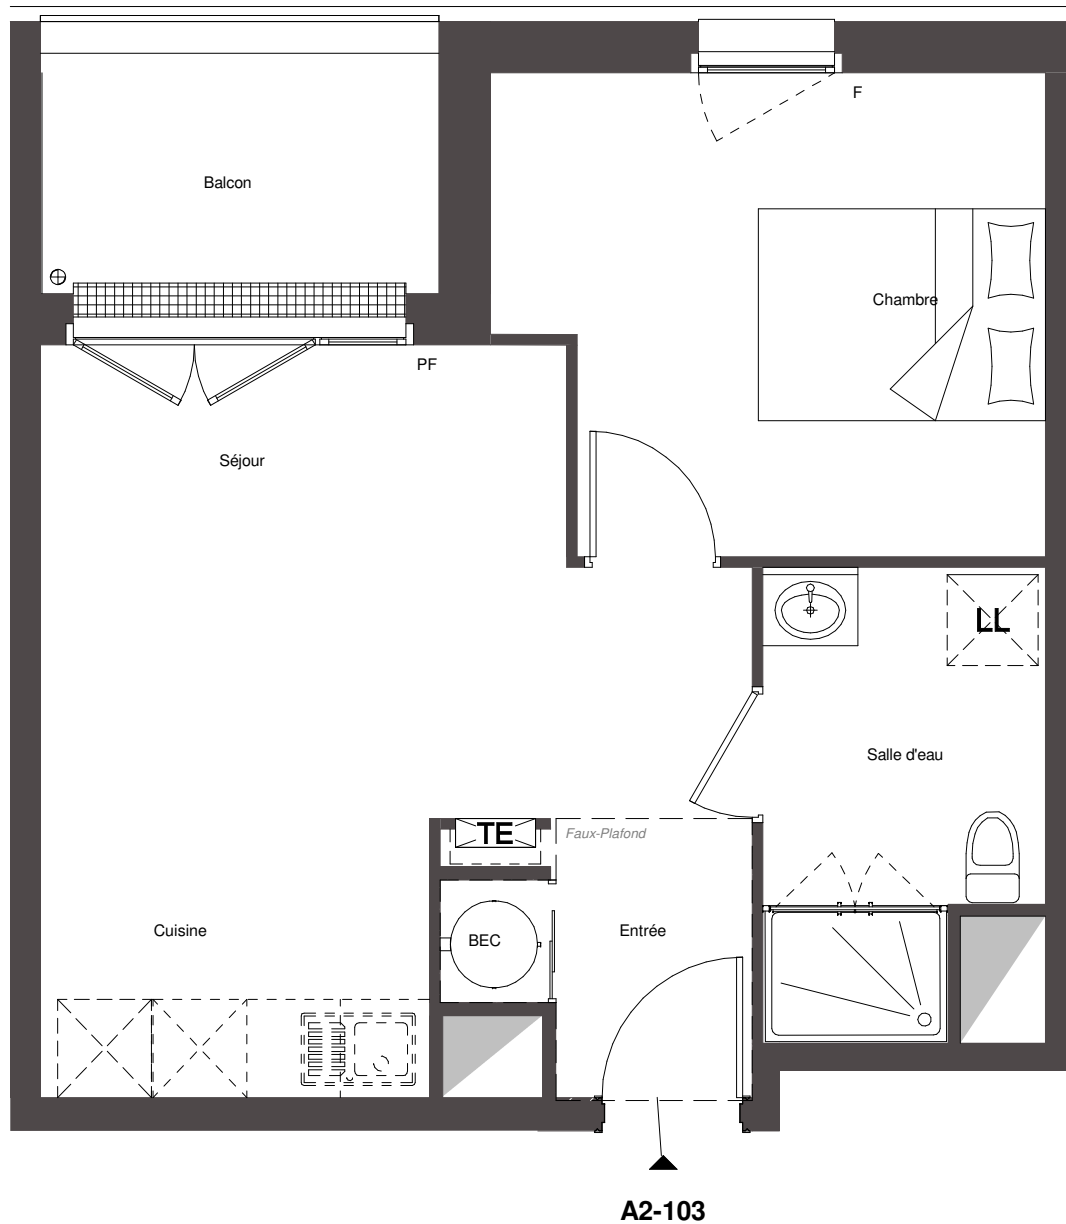 F
Balcon
Chambre
PF
Séjour
LL
Salle d'eau
TE
Faux-Plafond
Cuisine
BEC
Entrée
A2-103